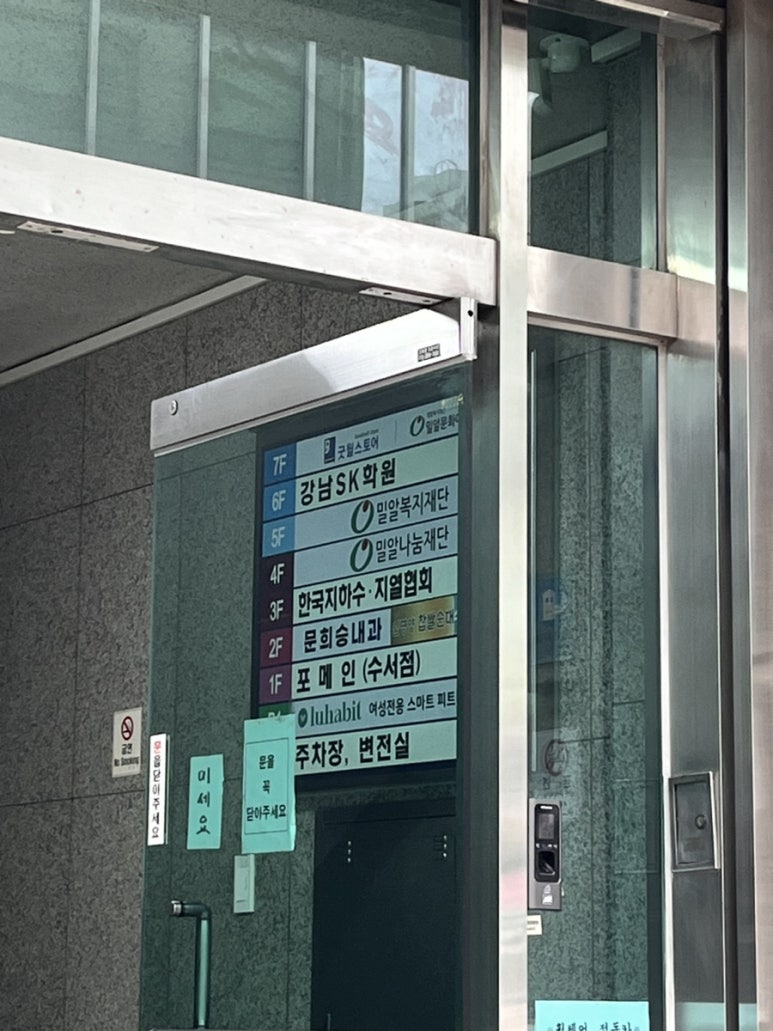 7F 굿윌스토어 밀알문화
6F 강남SK학원
5F 밀알복지재단
4F 밀알나눔재단
3F 한국지하수·지열협회
2F 문희승내과 찹쌀순대
1F 포메인 (수서점)
luhabit 여성전용 스마트 피트
주차장, 변전실
금연
No Smoking
문을닫아주세요
미세요
문을
꼭
닫아주세요